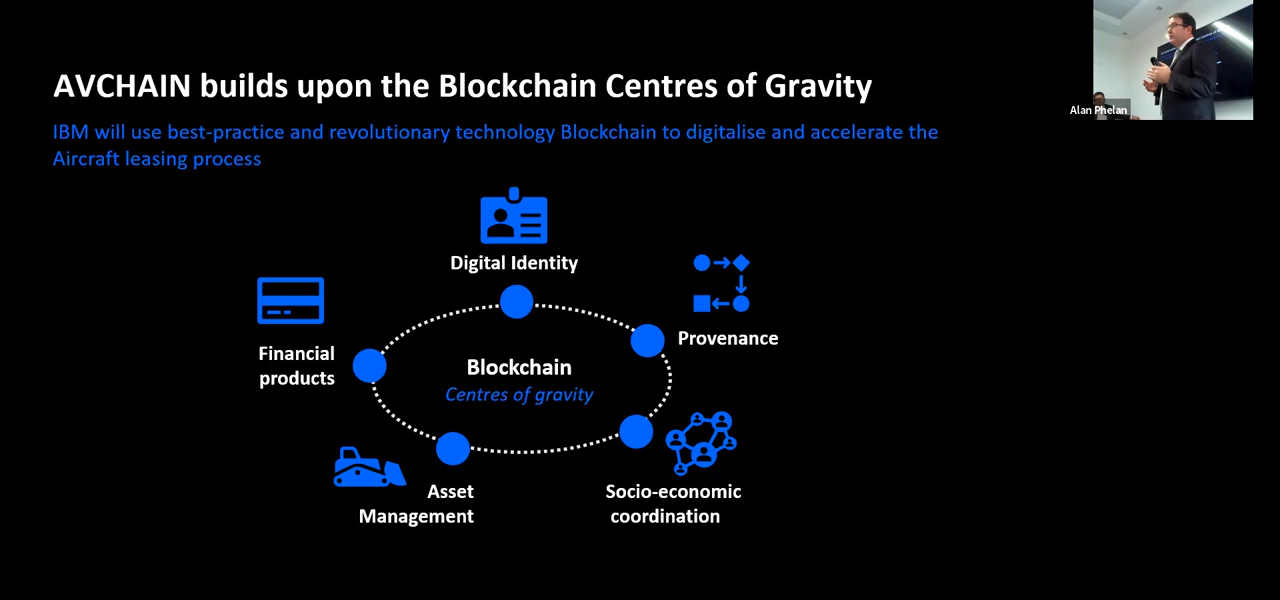 AVCHAIN builds upon the Blockchain Centres of Gravity
IBM will use best-practice and revolutionary technology Blockchain to digitalise and accelerate the
Aircraft leasing process
Alan Phelan
Digital Identity
Provenance
Financial
products
Blockchain
Centres of gravity
Asset
Management
Socio-economic
coordination